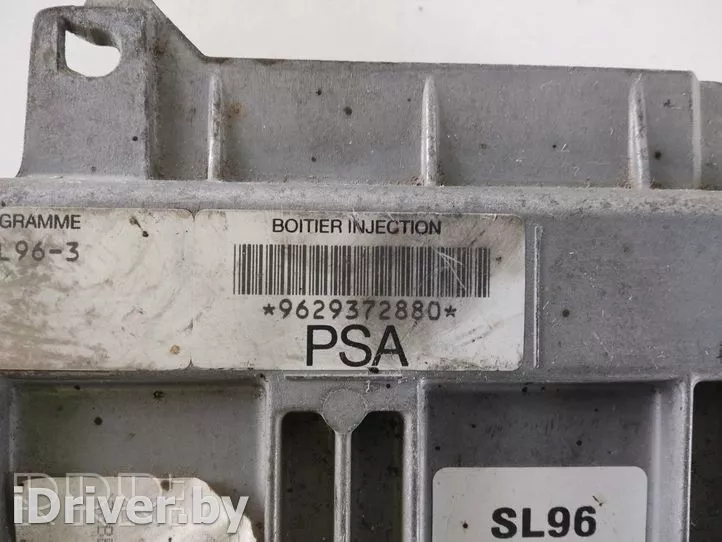 GRAMME
L96-3
BOITIER INJECTION
*9629372880*
PSA
SL96
iDriver.by